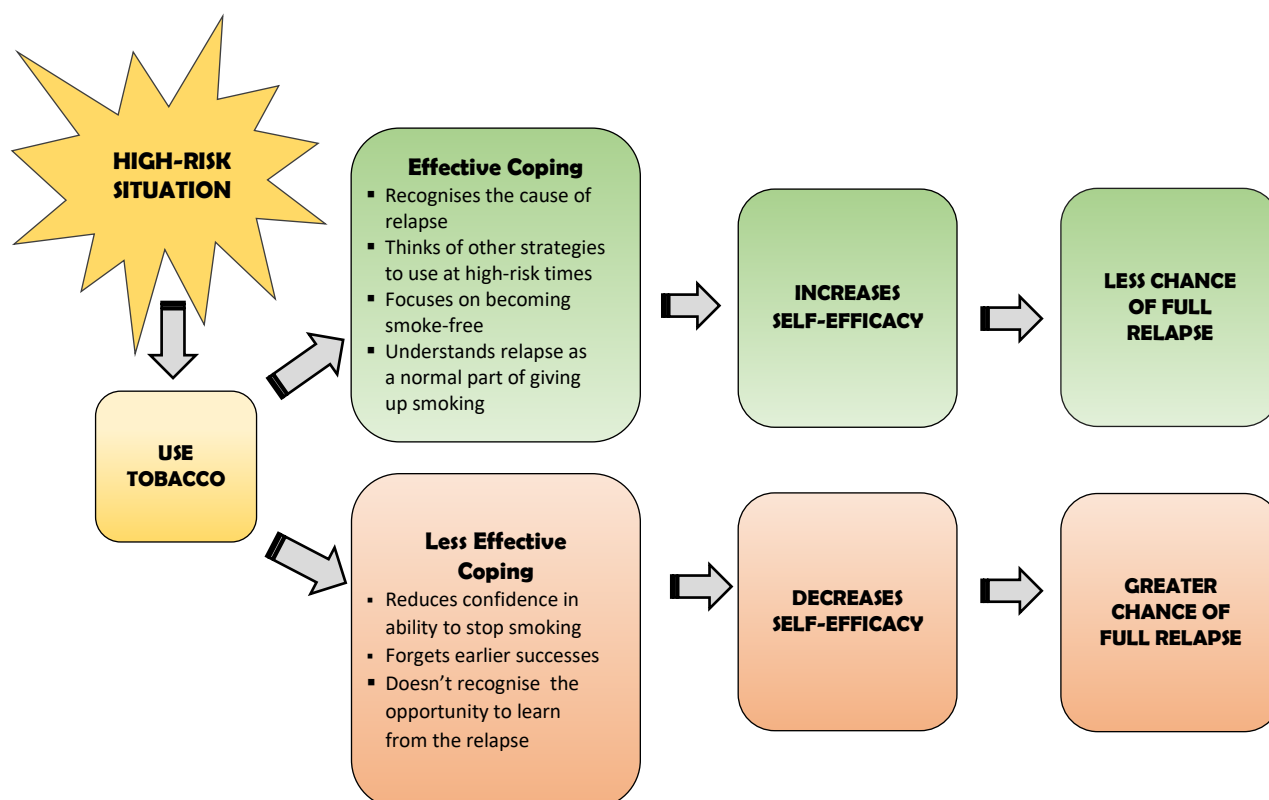 HIGH-RISK
SITUATION
USE
TOBACCO
Effective Coping
▪ Recognises the cause of
relapse
▪ Thinks of other strategies
to use at high-risk times
▪ Focuses on becoming
smoke-free
▪ Understands relapse as
a normal part of giving
up smoking
INCREASES
SELF-EFFICACY
LESS CHANCE
OF FULL
RELAPSE
Less Effective
Coping
▪ Reduces confidence in
ability to stop smoking
▪ Forgets earlier successes
▪ Doesn’t recognise the
opportunity to learn
from the relapse
DECREASES
SELF-EFFICACY
GREATER
CHANCE OF
FULL RELAPSE